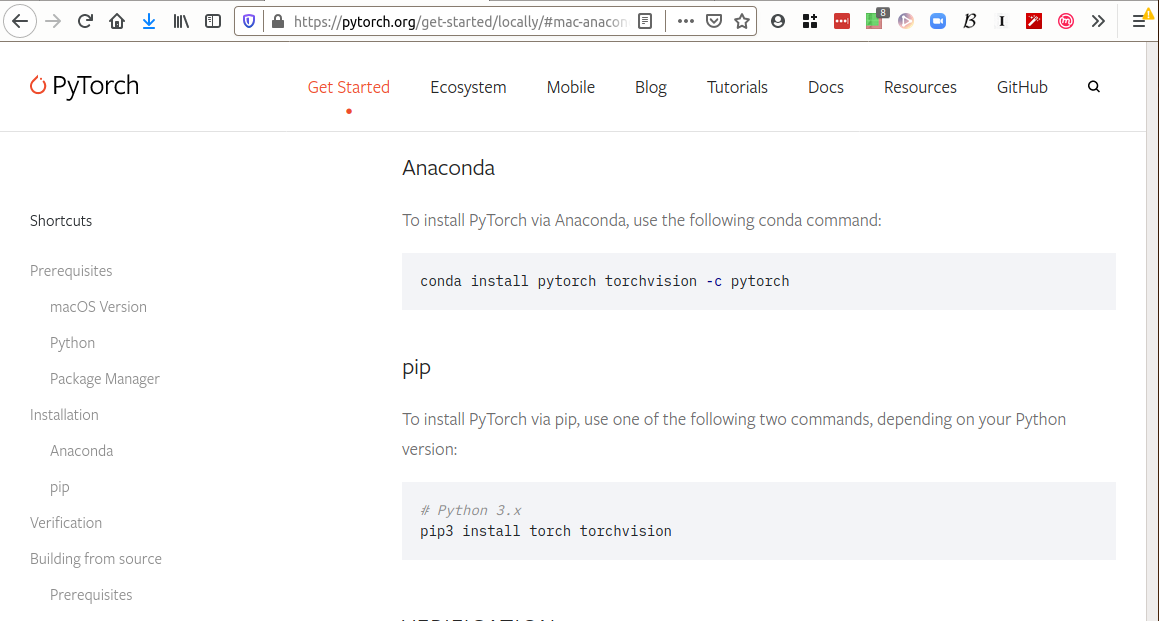 https://pytorch.org/get-started/locally/#mac-anacon
8
PyTorch
Get Started
Ecosystem
Mobile
Blog
Tutorials
Docs
Resources
GitHub
Shortcuts
Prerequisites
macOS Version
Python
Package Manager
Installation
Anaconda
pip
Verification
Building from source
Prerequisites
Anaconda
To install PyTorch via Anaconda, use the following conda command:
conda install pytorch torchvision -c pytorch
pip
To install PyTorch via pip, use one of the following two commands, depending on your Python
version:
# Python 3.x
pip3 install torch torchvision
VERIFICATION